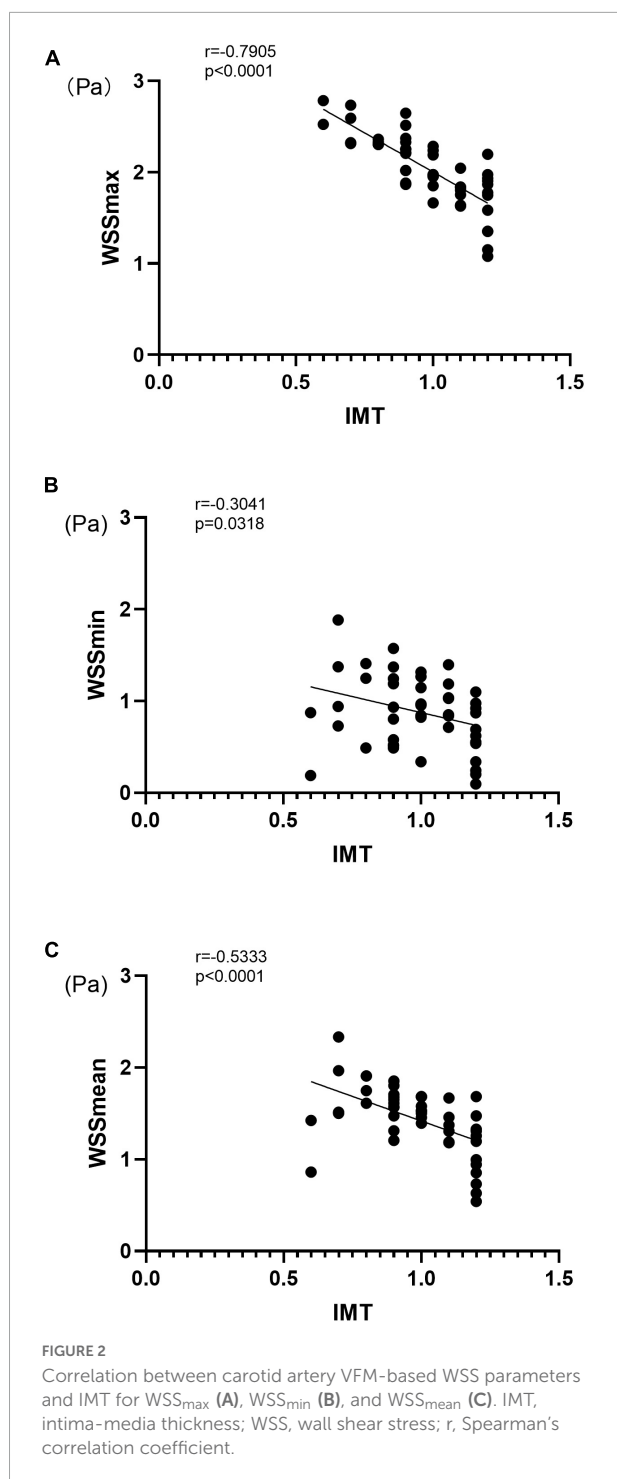 A
r=-0.7905
p<0.0001
（Pa）
3
2
1
0
WSSmax
0.0 0.5 1.0 1.5
IMT
B
r=-0.3041
p=0.0318
(Pa)
3
2
1
0
WSSmin
0.0 0.5 1.0 1.5
IMT
C
r=-0.5333
p<0.0001
(Pa)
3
2
1
0
WSSmean
0.0 0.5 1.0 1.5
IMT
FIGURE 2
Correlation between carotid artery VFM-based WSS parameters
and IMT for WSSmax (A), WSSmin (B), and WSSmean (C). IMT,
intima-media thickness; WSS, wall shear stress; r, Spearman's
correlation coefficient.